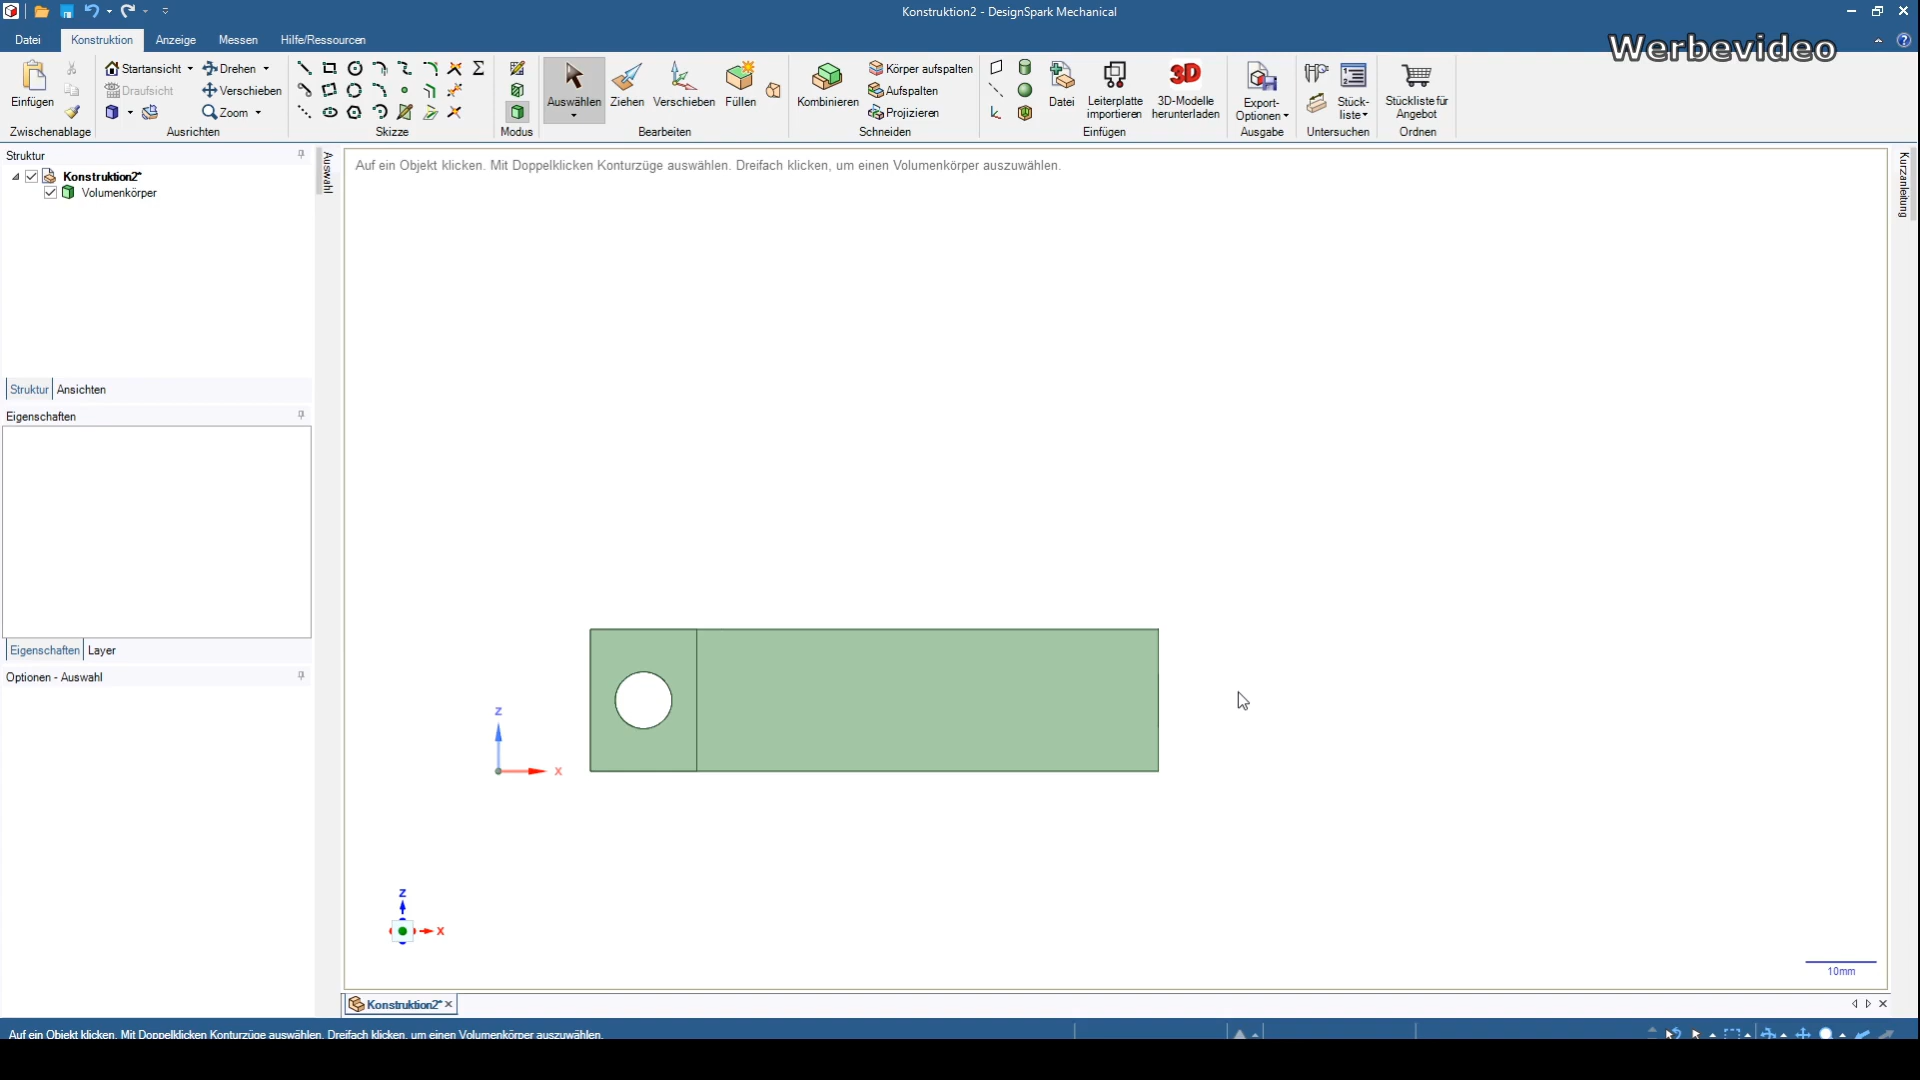 Konstruktion2 - DesignSpark Mechanical
Datei
Konstruktion
Anzeige
Messen
Hilfe/Ressourcen
Werbevideo
Einfügen
Zwischenablage
Startansicht
Draufsicht
Drehen
Verschieben
Zoom
Ausrichten
Skizze
Modus
Auswählen
Ziehen
Verschieben
Füllen
Bearbeiten
Kombinieren
Körper aufspalten
Aufspalten
Projizieren
Schneiden
Datei
Leiterplatte importieren
3D
3D-Modelle herunterladen
Einfügen
Export-Optionen
Ausgabe
Stück-liste
Untersuchen
Stückliste für Angebot
Ordnen
Struktur
Konstruktion2*
Volumenkörper
Struktur
Ansichten
Eigenschaften
Eigenschaften
Layer
Optionen - Auswahl
Auswahl
Auf ein Objekt klicken. Mit Doppelklicken Konturzüge auswählen. Dreifach klicken, um einen Volumenkörper auszuwählen.
Kurzanleitung
Z
X
Z
X
10mm
Konstruktion2*
Auf ein Objekt klicken. Mit Doppelklicken Konturzüge auswählen. Dreifach klicken, um einen Volumenkörper auszuwählen.